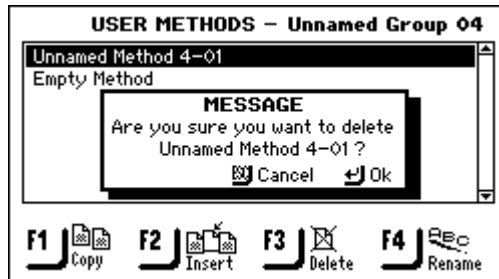 USER METHODS – Unnamed Group 04
Unnamed Method 4-01
Empty Method
MESSAGE
Are you sure you want to delete
Unnamed Method 4-01?
Cancel Ok
F1 Copy F2 Insert F3 Delete F4 ABC Rename